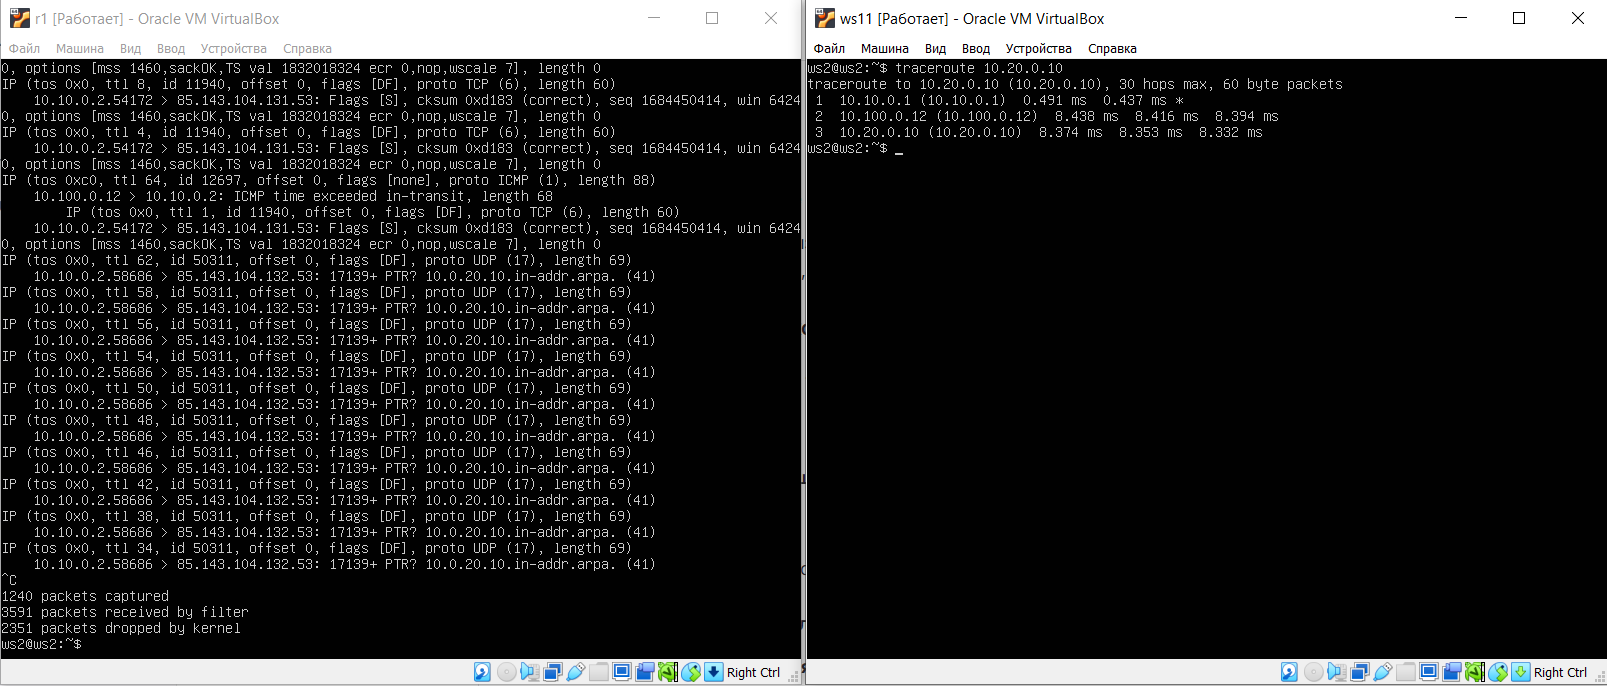 r1 [Работает] - Oracle VM VirtualBox
Файл Машина Вид Ввод Устройства Справка
0, options [mss 1460,sackOK,TS val 1832018324 ecr 0,nop,wscale 7], length 0
IP (tos 0x0, ttl 8, id 11940, offset 0, flags [DF], proto TCP (6), length 60)
    10.10.0.2.54172 > 85.143.104.131.53: Flags [S], cksum 0xd183 (correct), seq 1684450414, win 6424
0, options [mss 1460,sackOK,TS val 1832018324 ecr 0,nop,wscale 7], length 0
IP (tos 0x0, ttl 4, id 11940, offset 0, flags [DF], proto TCP (6), length 60)
    10.10.0.2.54172 > 85.143.104.131.53: Flags [S], cksum 0xd183 (correct), seq 1684450414, win 6424
0, options [mss 1460,sackOK,TS val 1832018324 ecr 0,nop,wscale 7], length 0
IP (tos 0xc0, ttl 64, id 12697, offset 0, flags [none], proto ICMP (1), length 88)
    10.100.0.12 > 10.10.0.2: ICMP time exceeded in-transit, length 68
        IP (tos 0x0, ttl 1, id 11940, offset 0, flags [DF], proto TCP (6), length 60)
    10.10.0.2.54172 > 85.143.104.131.53: Flags [S], cksum 0xd183 (correct), seq 1684450414, win 6424
0, options [mss 1460,sackOK,TS val 1832018324 ecr 0,nop,wscale 7], length 0
IP (tos 0x0, ttl 62, id 50311, offset 0, flags [DF], proto UDP (17), length 69)
    10.10.0.2.58686 > 85.143.104.132.53: 17139+ PTR? 10.0.20.10.in-addr.arpa. (41)
IP (tos 0x0, ttl 58, id 50311, offset 0, flags [DF], proto UDP (17), length 69)
    10.10.0.2.58686 > 85.143.104.132.53: 17139+ PTR? 10.0.20.10.in-addr.arpa. (41)
IP (tos 0x0, ttl 56, id 50311, offset 0, flags [DF], proto UDP (17), length 69)
    10.10.0.2.58686 > 85.143.104.132.53: 17139+ PTR? 10.0.20.10.in-addr.arpa. (41)
IP (tos 0x0, ttl 54, id 50311, offset 0, flags [DF], proto UDP (17), length 69)
    10.10.0.2.58686 > 85.143.104.132.53: 17139+ PTR? 10.0.20.10.in-addr.arpa. (41)
IP (tos 0x0, ttl 50, id 50311, offset 0, flags [DF], proto UDP (17), length 69)
    10.10.0.2.58686 > 85.143.104.132.53: 17139+ PTR? 10.0.20.10.in-addr.arpa. (41)
IP (tos 0x0, ttl 48, id 50311, offset 0, flags [DF], proto UDP (17), length 69)
    10.10.0.2.58686 > 85.143.104.132.53: 17139+ PTR? 10.0.20.10.in-addr.arpa. (41)
IP (tos 0x0, ttl 46, id 50311, offset 0, flags [DF], proto UDP (17), length 69)
    10.10.0.2.58686 > 85.143.104.132.53: 17139+ PTR? 10.0.20.10.in-addr.arpa. (41)
IP (tos 0x0, ttl 42, id 50311, offset 0, flags [DF], proto UDP (17), length 69)
    10.10.0.2.58686 > 85.143.104.132.53: 17139+ PTR? 10.0.20.10.in-addr.arpa. (41)
IP (tos 0x0, ttl 38, id 50311, offset 0, flags [DF], proto UDP (17), length 69)
    10.10.0.2.58686 > 85.143.104.132.53: 17139+ PTR? 10.0.20.10.in-addr.arpa. (41)
IP (tos 0x0, ttl 34, id 50311, offset 0, flags [DF], proto UDP (17), length 69)
    10.10.0.2.58686 > 85.143.104.132.53: 17139+ PTR? 10.0.20.10.in-addr.arpa. (41)
^C
1240 packets captured
3591 packets received by filter
2351 packets dropped by kernel
ws2@ws2:~$
Right Ctrl
ws11 [Работает] - Oracle VM VirtualBox
Файл Машина Вид Ввод Устройства Справка
ws2@ws2:~$ traceroute 10.20.0.10
traceroute to 10.20.0.10 (10.20.0.10), 30 hops max, 60 byte packets
 1  10.10.0.1 (10.10.0.1)  0.491 ms  0.437 ms *
 2  10.100.0.12 (10.100.0.12)  8.438 ms  8.416 ms  8.394 ms
 3  10.20.0.10 (10.20.0.10)  8.374 ms  8.353 ms  8.332 ms
ws2@ws2:~$ _
Right Ctrl